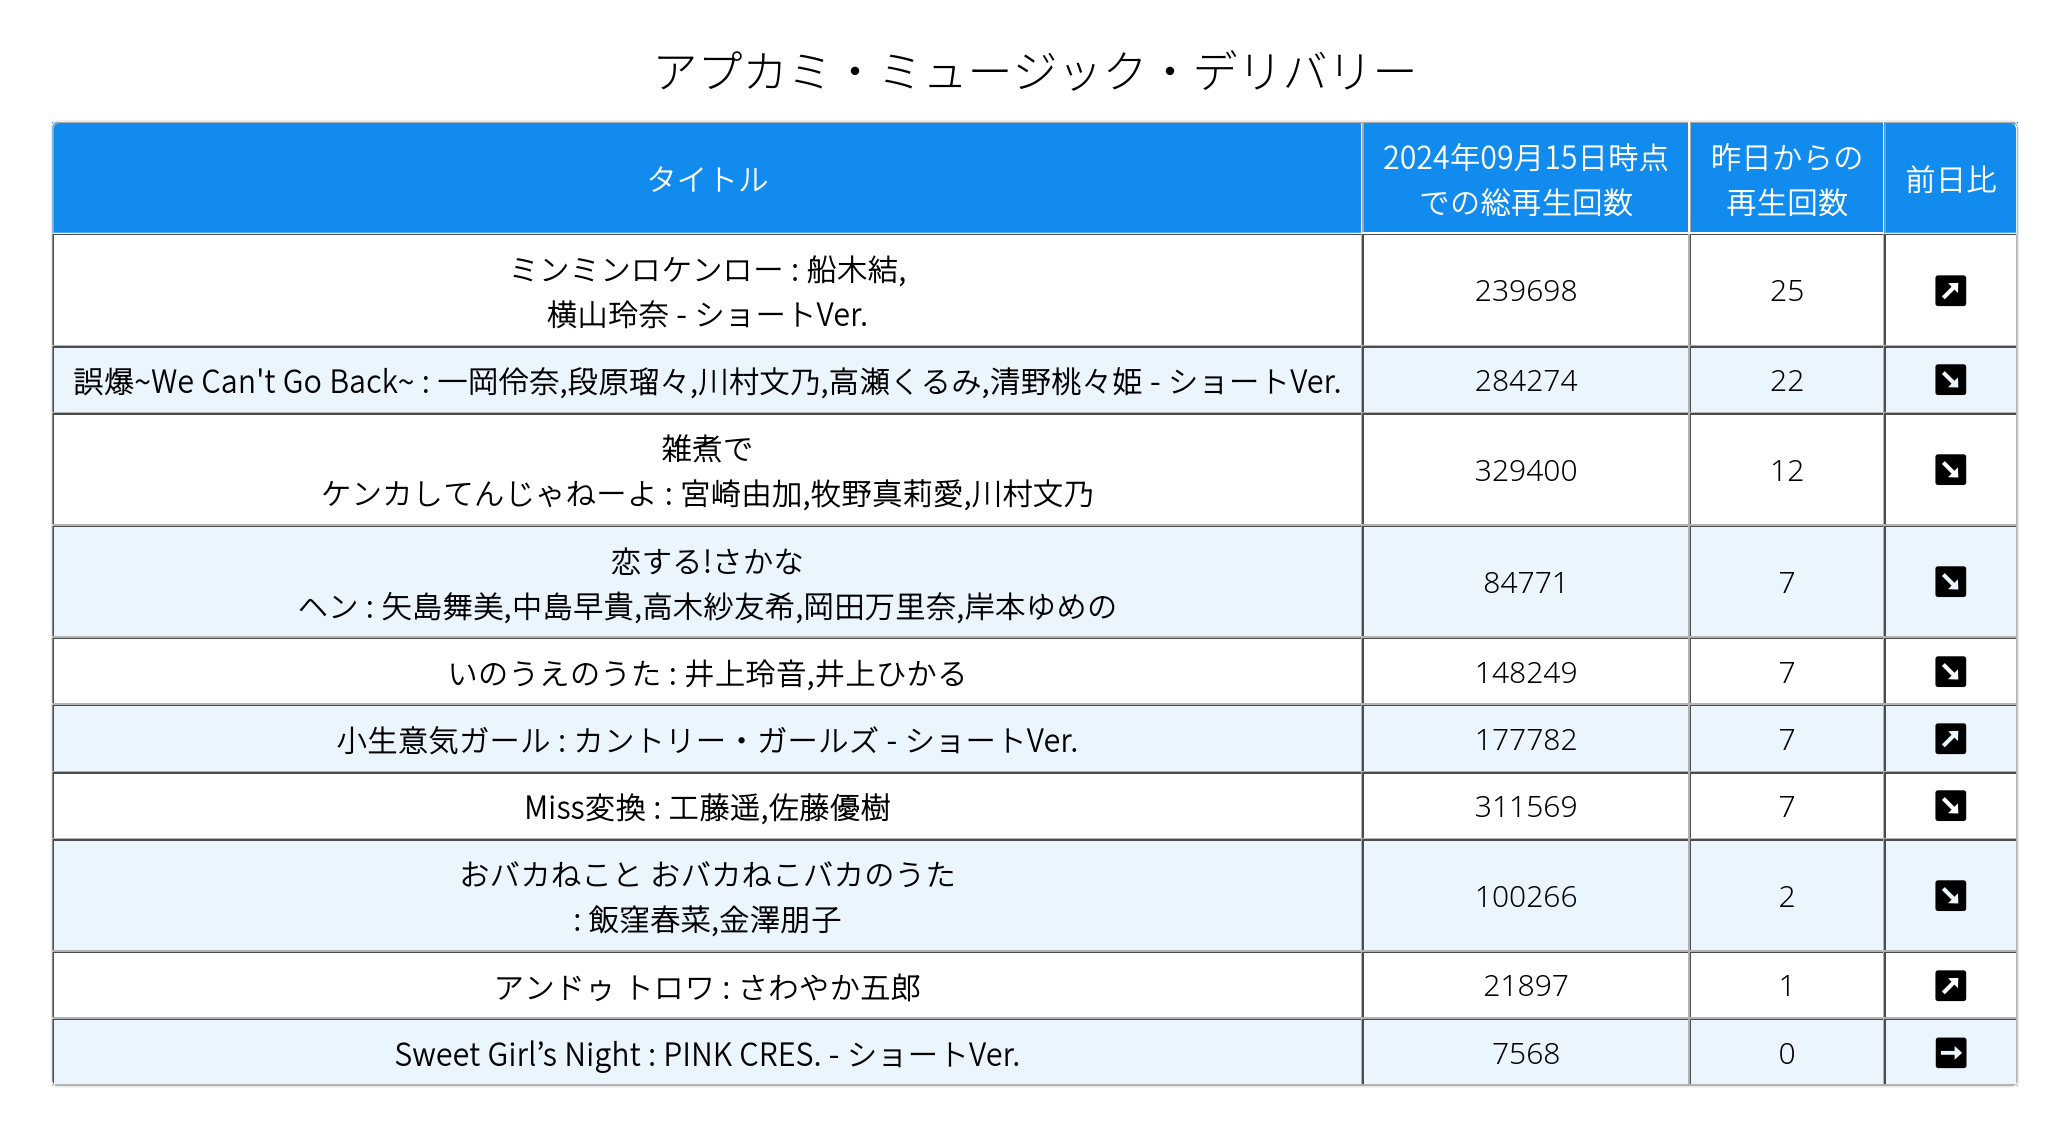 アプカミ・ミュージック・デリバリー
タイトル
2024年09月15日時点
での総再生回数
昨日からの
再生回数
前日比
ミンミンロケンロー : 船木結,
横山玲奈 - ショートVer.
239698
25
誤爆~We Can't Go Back~ : 一岡伶奈,段原瑠々,川村文乃,高瀬くるみ,清野桃々姫 - ショートVer.
284274
22
雑煮で
ケンカしてんじゃねーよ : 宮崎由加,牧野真莉愛,川村文乃
329400
12
恋する!さかな
ヘン : 矢島舞美,中島早貴,高木紗友希,岡田万里奈,岸本ゆめの
84771
7
いのうえのうた : 井上玲音,井上ひかる
148249
7
小生意気ガール : カントリー・ガールズ - ショートVer.
177782
7
Miss変換 : 工藤遥,佐藤優樹
311569
7
おバカねこと おバカねこバカのうた
: 飯窪春菜,金澤朋子
100266
2
アンドゥ トロワ : さわやか五郎
21897
1
Sweet Girl’s Night : PINK CRES. - ショートVer.
7568
0